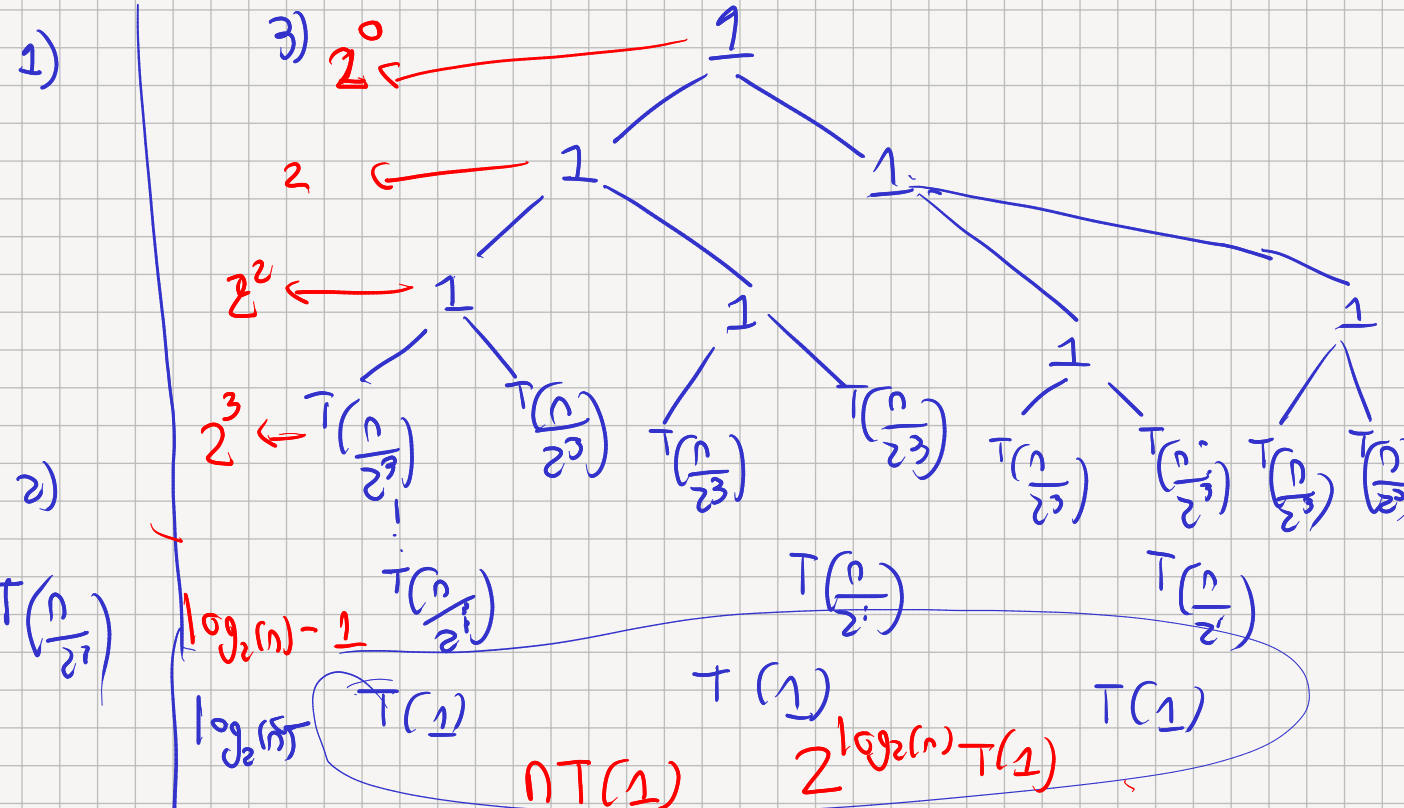 1)
3)
2^0
1
2
1 1
2^2
1 1 1 1
2^3
T(n/2^3) T(n/2^3) T(n/2^3) T(n/2^3) T(n/2^3) T(n/2^3) T(n/2^3) T(n/2^3)
2)
T(n/2^i)
T(n/2^i) T(n/2^i) T(n/2^i)
log₂(n) - 1
log₂(n) T(1) T(1) T(1)
nT(1) 2^log₂(n) T(1)